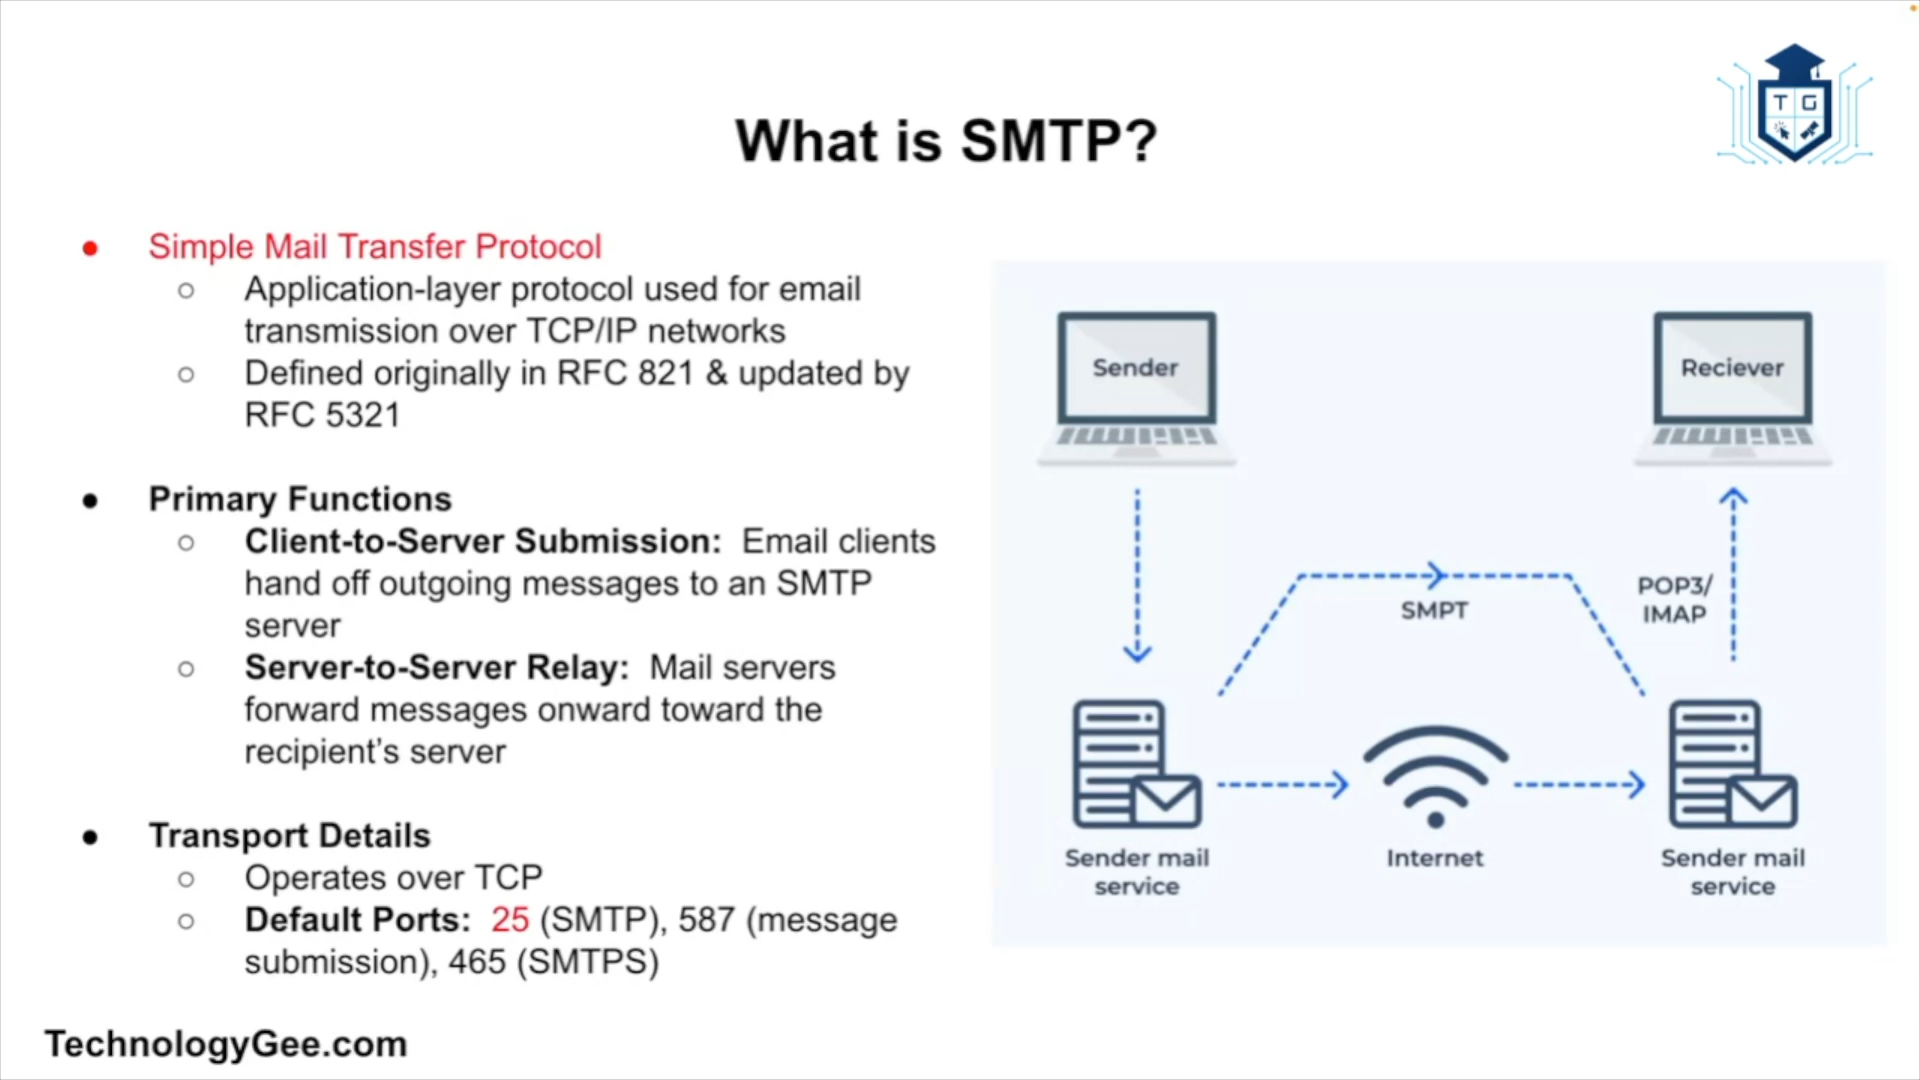 What is SMTP?
T G
Simple Mail Transfer Protocol
Application-layer protocol used for email
transmission over TCP/IP networks
Defined originally in RFC 821 & updated by
RFC 5321
Primary Functions
Client-to-Server Submission: Email clients
hand off outgoing messages to an SMTP
server
Server-to-Server Relay: Mail servers
forward messages onward toward the
recipient's server
Transport Details
Operates over TCP
Default Ports: 25 (SMTP), 587 (message
submission), 465 (SMTPS)
Sender
Reciever
SMPT
POP3/
IMAP
Sender mail
service
Internet
Sender mail
service
TechnologyGee.com